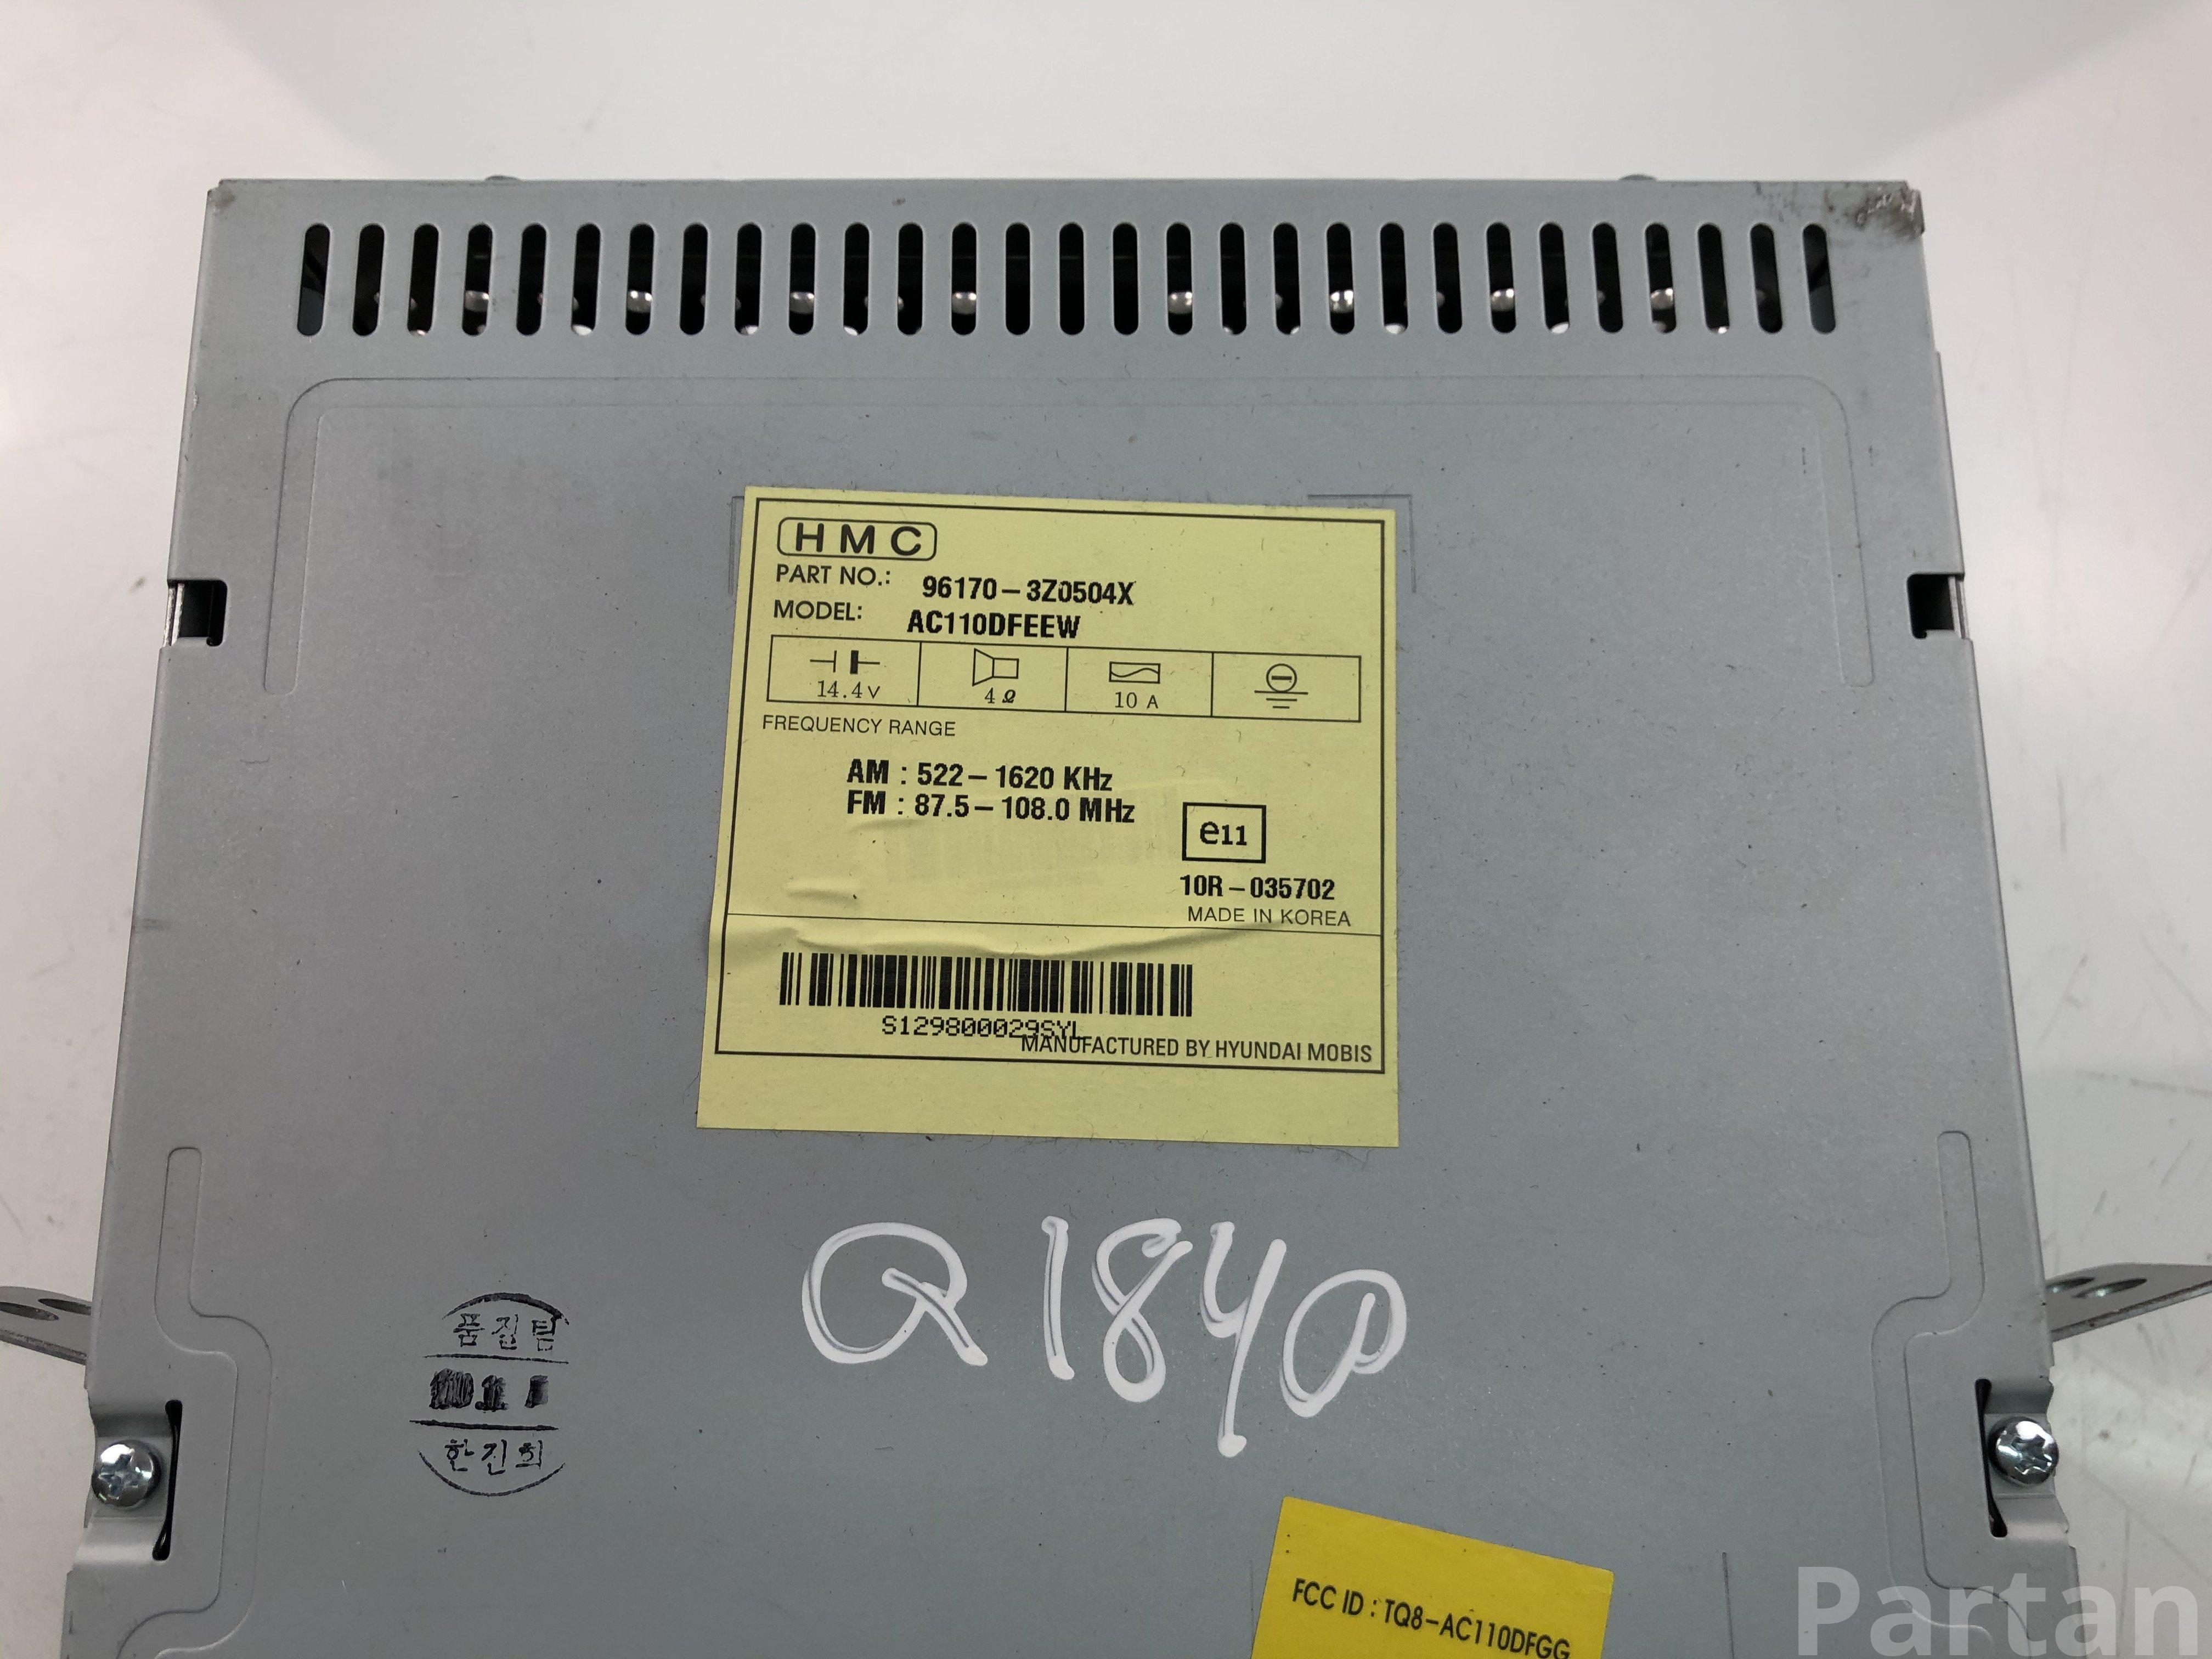 HMC
PART NO.: 96170-3Z0504X
MODEL: AC110DFEEW
14.4V 4Ω 10 A
FREQUENCY RANGE
AM : 522-1620 KHz
FM : 87.5-108.0 MHz
e11
10R-035702
MADE IN KOREA
S129800029SYL
MANUFACTURED BY HYUNDAI MOBIS
Q1840
품질팀
한진희
FCC ID : TQ8-AC110DFGG
Partan